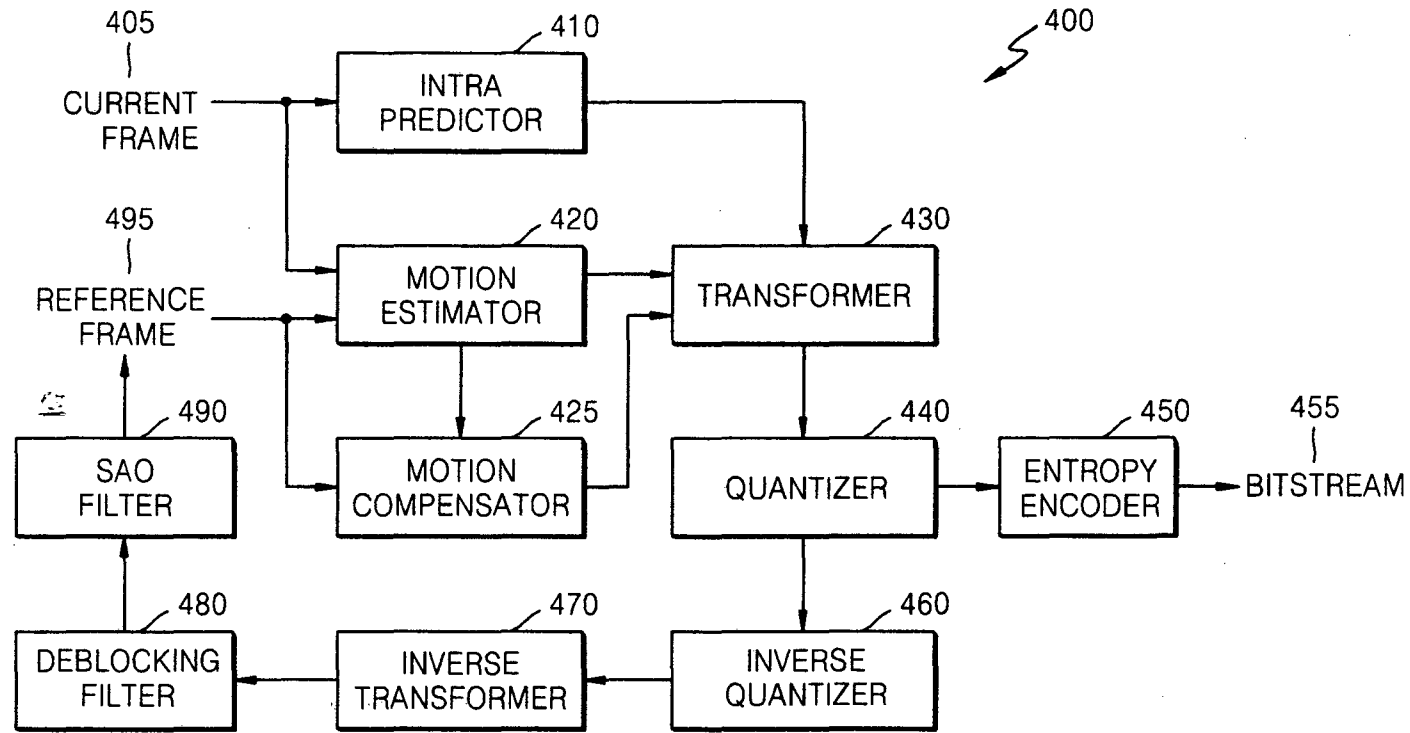 405
410
400
CURRENT
FRAME
INTRA
PREDICTOR
495
420
430
REFERENCE
FRAME
MOTION
ESTIMATOR
TRANSFORMER
490
425
440
450
455
SAO
FILTER
MOTION
COMPENSATOR
QUANTIZER
ENTROPY
ENCODER
BITSTREAM
480
470
460
DEBLOCKING
FILTER
INVERSE
TRANSFORMER
INVERSE
QUANTIZER